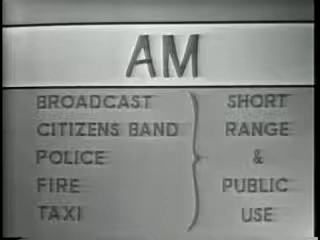 AM
BROADCAST
CITIZENS BAND
POLICE
FIRE
TAXI
SHORT
RANGE
&
PUBLIC
USE